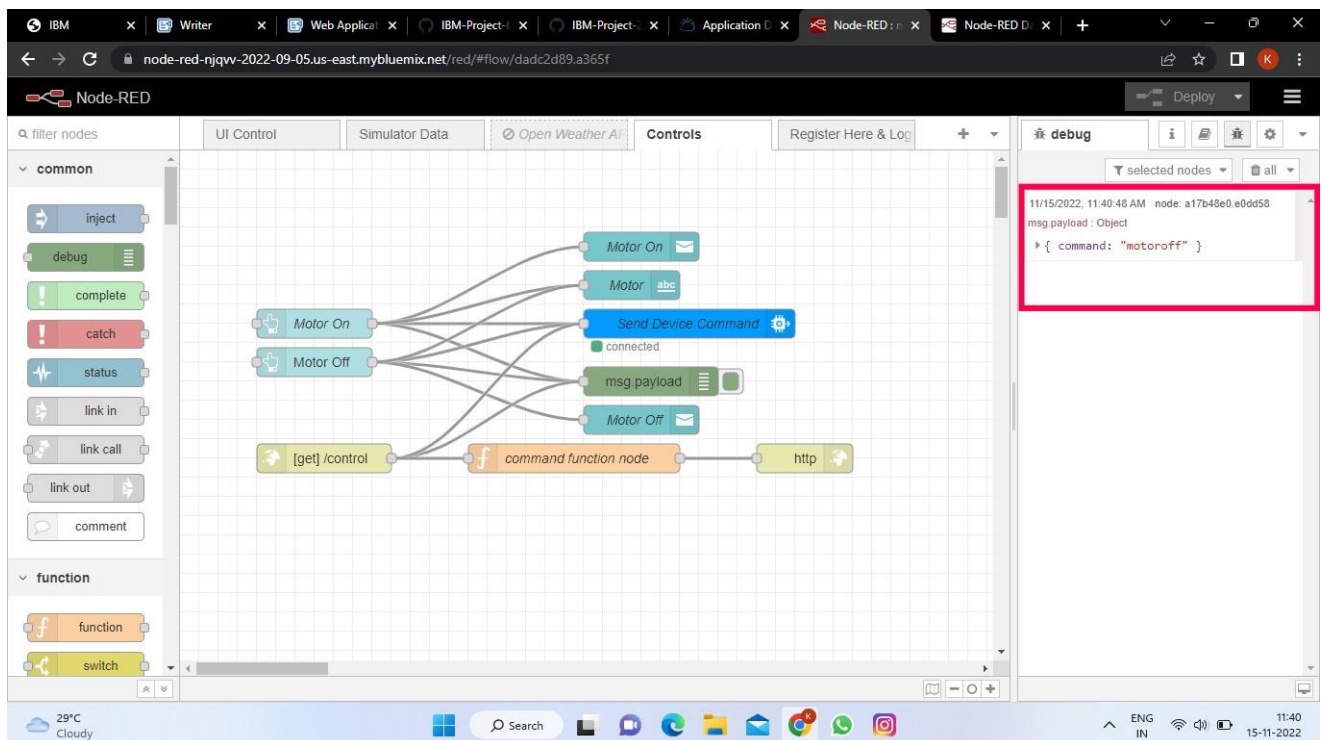 IBM
Writer
Web Applicat
IBM-Project-
IBM-Project-
Application D
Node-RED : n
Node-RED D
node-red-njqvv-2022-09-05.us-east.mybluemix.net/red/#flow/dadc2d89.a365f
K
Node-RED
Deploy
filter nodes
UI Control
Simulator Data
Open Weather AP
Controls
Register Here & Log
debug
i
common
selected nodes
all
inject
debug
complete
catch
status
link in
link call
link out
comment
function
function
switch
Motor On
Motor
abc
Motor On
Send Device Command
connected
Motor Off
msg.payload
Motor Off
[get] /control
f
command function node
http
11/15/2022, 11:40:48 AM node: a17b48e0.e0dd58
msg.payload : Object
{ command: "motoroff" }
29°C
Cloudy
Search
K
ENG
IN
11:40
15-11-2022